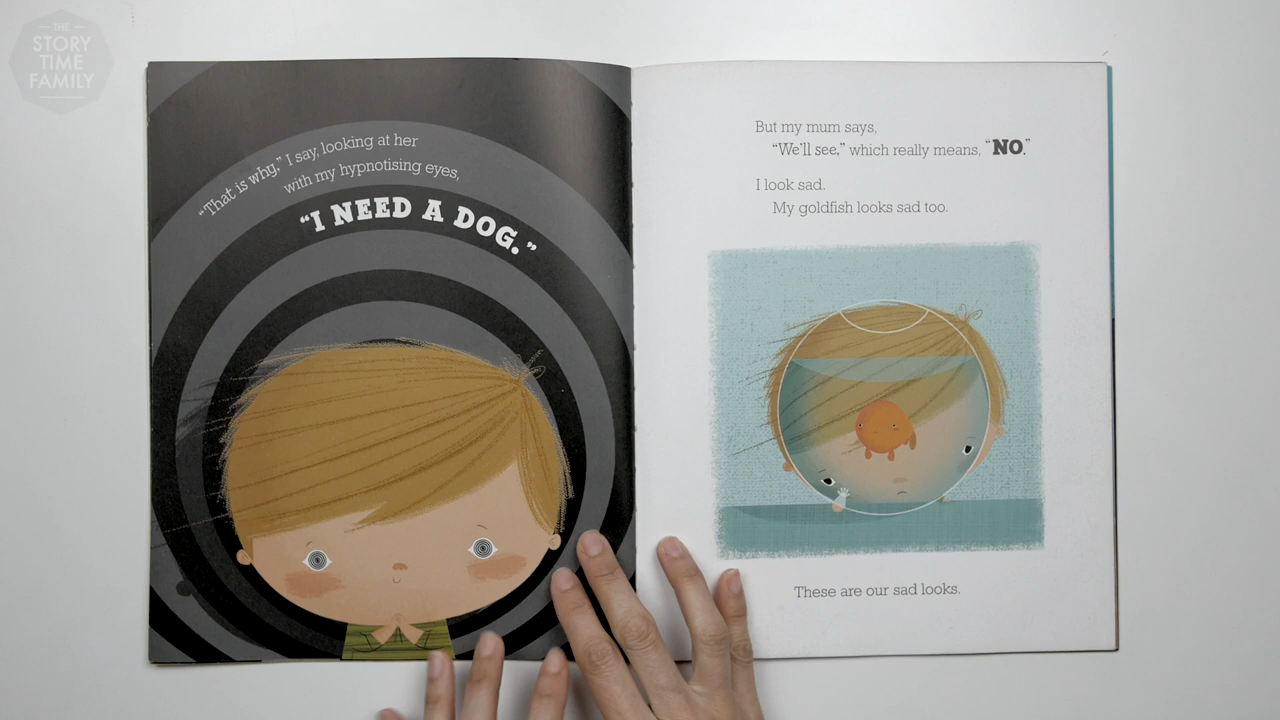 THE
STORY
TIME
FAMILY
“That is why,” I say, looking at her
with my hypnotising eyes,
“I NEED A DOG.”
But my mum says,
“We’ll see,” which really means, “NO.”
I look sad.
My goldfish looks sad too.
These are our sad looks.